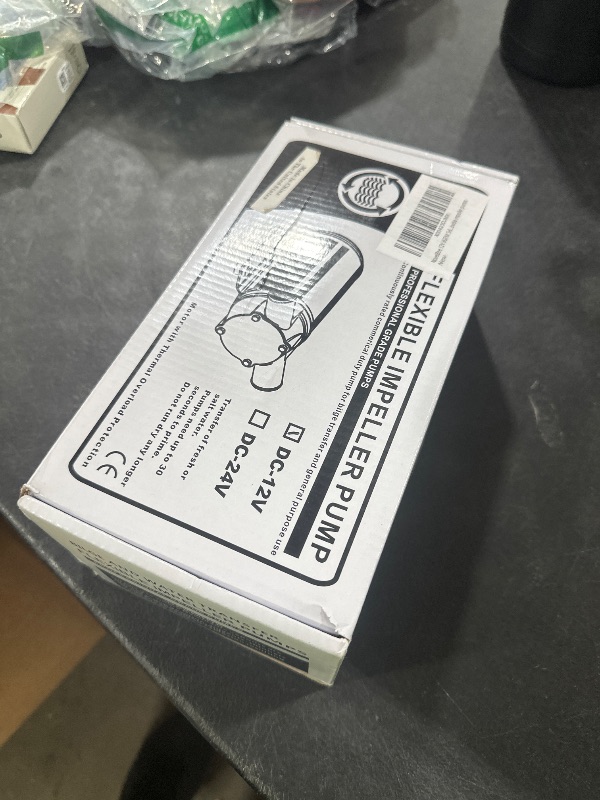 FLEXIBLE IMPELLER PUMP
PROFESSIONAL GRADE PUMPS
Continuously rated commerical duty pump for bilge transfer and general purpose use
DC-12V
DC-24V
Transfer of fresh or
salt water.
Pumps need up to 30
seconds to prime.
Do not run dry any longer
Motor with Thermal Overload Protection
CE